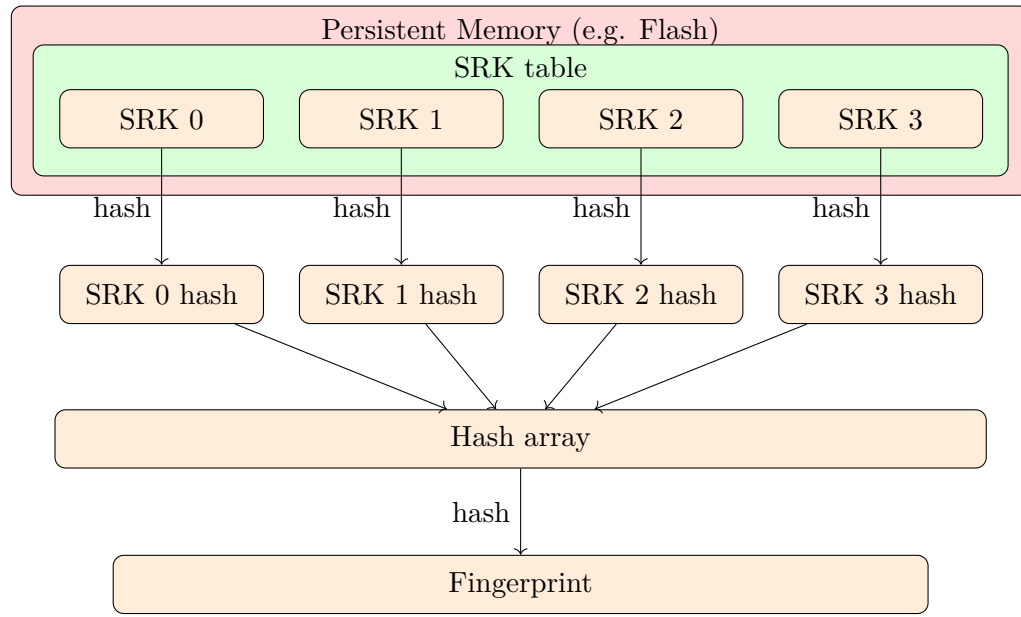 Persistent Memory (e.g. Flash)
SRK table
SRK 0
SRK 1
SRK 2
SRK 3
hash
hash
hash
hash
SRK 0 hash
SRK 1 hash
SRK 2 hash
SRK 3 hash
Hash array
hash
Fingerprint